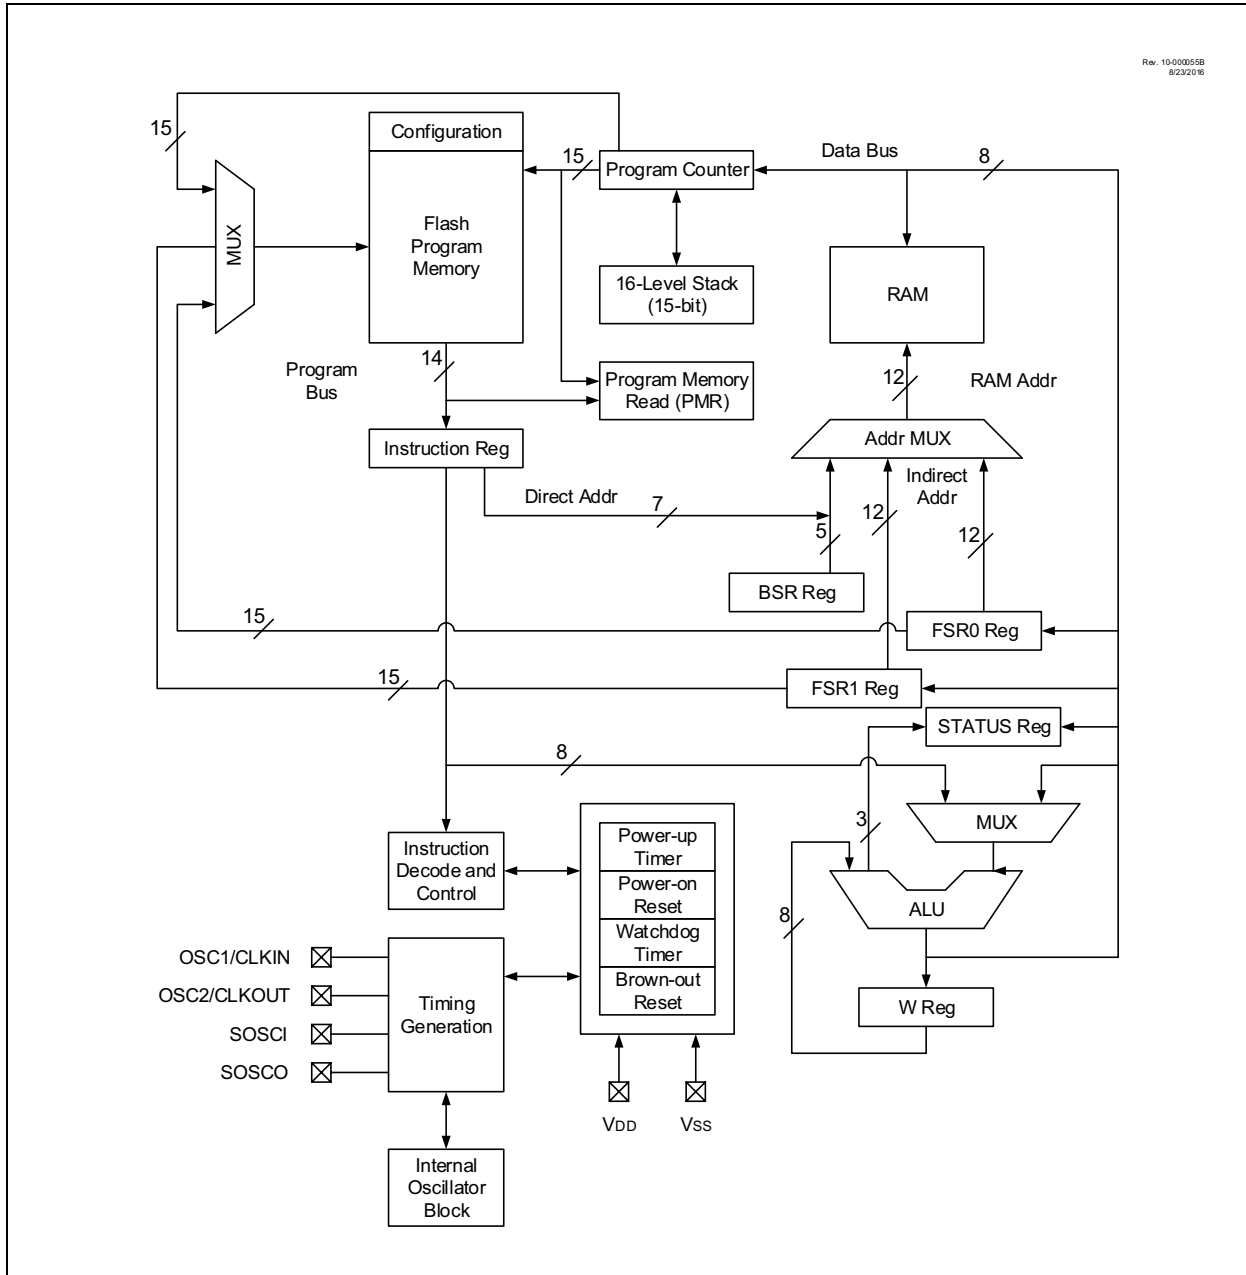 Rev. 10-000055B
8/23/2016
15
Configuration
15
Program Counter
Data Bus
8
MUX
Flash
Program
Memory
16-Level Stack
(15-bit)
RAM
Program
Bus
14
Program Memory
Read (PMR)
12
RAM Addr
Instruction Reg
Addr MUX
Direct Addr
7
Indirect
Addr
5
12
12
BSR Reg
15
FSR0 Reg
15
FSR1 Reg
STATUS Reg
8
3
MUX
Instruction
Decode and
Control
Power-up
Timer
Power-on
Reset
Watchdog
Timer
Brown-out
Reset
8
ALU
W Reg
OSC1/CLKIN
OSC2/CLKOUT
SOSCI
SOSCO
Timing
Generation
VDD
VSS
Internal
Oscillator
Block